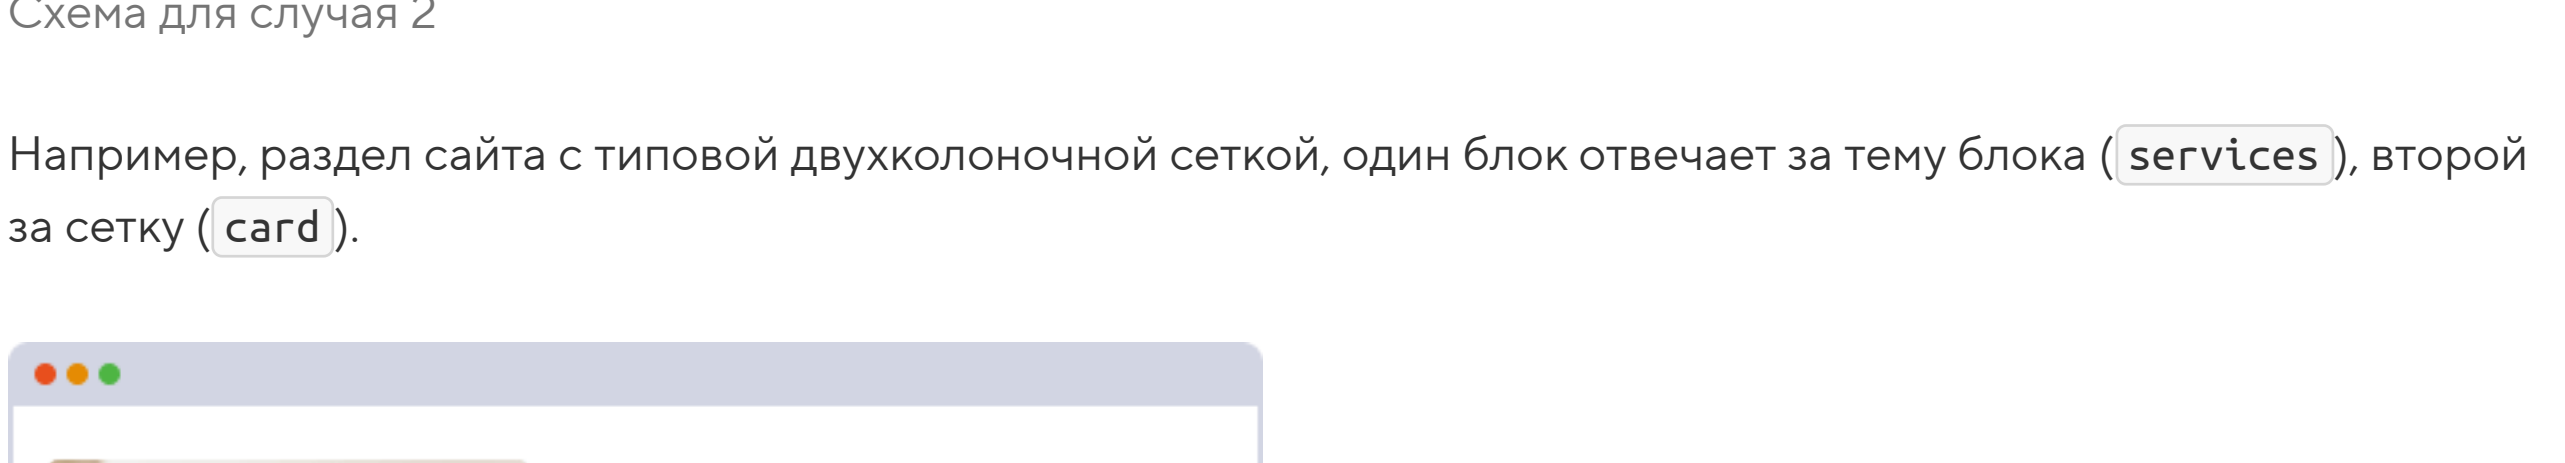 Схема для случая 2
Например, раздел сайта с типовой двухколоночной сеткой, один блок отвечает за тему блока (services), второй
за сетку (card).